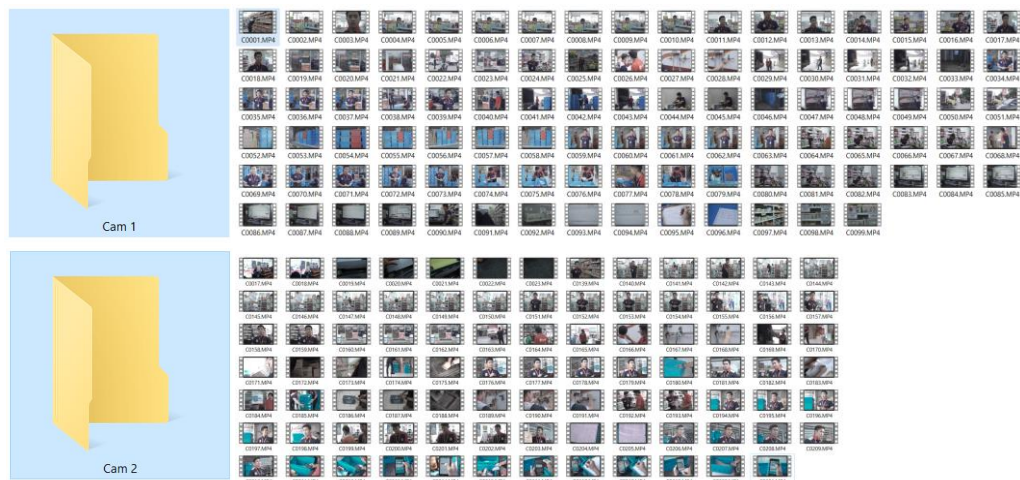 C0001.MP4 C0002.MP4 C0003.MP4 C0004.MP4 C0005.MP4 C0006.MP4 C0007.MP4 C0008.MP4 C0009.MP4 C0010.MP4 C0011.MP4 C0012.MP4 C0013.MP4 C0014.MP4 C0015.MP4 C0016.MP4 C0017.MP4
C0018.MP4 C0019.MP4 C0020.MP4 C0021.MP4 C0022.MP4 C0023.MP4 C0024.MP4 C0025.MP4 C0026.MP4 C0027.MP4 C0028.MP4 C0029.MP4 C0030.MP4 C0031.MP4 C0032.MP4 C0033.MP4 C0034.MP4
C0035.MP4 C0036.MP4 C0037.MP4 C0038.MP4 C0039.MP4 C0040.MP4 C0041.MP4 C0042.MP4 C0043.MP4 C0044.MP4 C0045.MP4 C0046.MP4 C0047.MP4 C0048.MP4 C0049.MP4 C0050.MP4 C0051.MP4
C0052.MP4 C0053.MP4 C0054.MP4 C0055.MP4 C0056.MP4 C0057.MP4 C0058.MP4 C0059.MP4 C0060.MP4 C0061.MP4 C0062.MP4 C0063.MP4 C0064.MP4 C0065.MP4 C0066.MP4 C0067.MP4 C0068.MP4
C0069.MP4 C0070.MP4 C0071.MP4 C0072.MP4 C0073.MP4 C0074.MP4 C0075.MP4 C0076.MP4 C0077.MP4 C0078.MP4 C0079.MP4 C0080.MP4 C0081.MP4 C0082.MP4 C0083.MP4 C0084.MP4 C0085.MP4
Cam 1
C0086.MP4 C0087.MP4 C0088.MP4 C0089.MP4 C0090.MP4 C0091.MP4 C0092.MP4 C0093.MP4 C0094.MP4 C0095.MP4 C0096.MP4 C0097.MP4 C0098.MP4 C0099.MP4
C0017.MP4 C0018.MP4 C0019.MP4 C0020.MP4 C0021.MP4 C0022.MP4 C0023.MP4 C0139.MP4 C0140.MP4 C0141.MP4 C0142.MP4 C0143.MP4 C0144.MP4
C0145.MP4 C0146.MP4 C0147.MP4 C0148.MP4 C0149.MP4 C0150.MP4 C0151.MP4 C0152.MP4 C0153.MP4 C0154.MP4 C0155.MP4 C0156.MP4 C0157.MP4
C0158.MP4 C0159.MP4 C0160.MP4 C0161.MP4 C0162.MP4 C0163.MP4 C0164.MP4 C0165.MP4 C0166.MP4 C0167.MP4 C0168.MP4 C0169.MP4 C0170.MP4
C0171.MP4 C0172.MP4 C0173.MP4 C0174.MP4 C0175.MP4 C0176.MP4 C0177.MP4 C0178.MP4 C0179.MP4 C0180.MP4 C0181.MP4 C0182.MP4 C0183.MP4
C0184.MP4 C0185.MP4 C0186.MP4 C0187.MP4 C0188.MP4 C0189.MP4 C0190.MP4 C0191.MP4 C0192.MP4 C0193.MP4 C0194.MP4 C0195.MP4 C0196.MP4
C0197.MP4 C0198.MP4 C0199.MP4 C0200.MP4 C0201.MP4 C0202.MP4 C0203.MP4 C0204.MP4 C0205.MP4 C0206.MP4 C0207.MP4 C0208.MP4 C0209.MP4
Cam 2